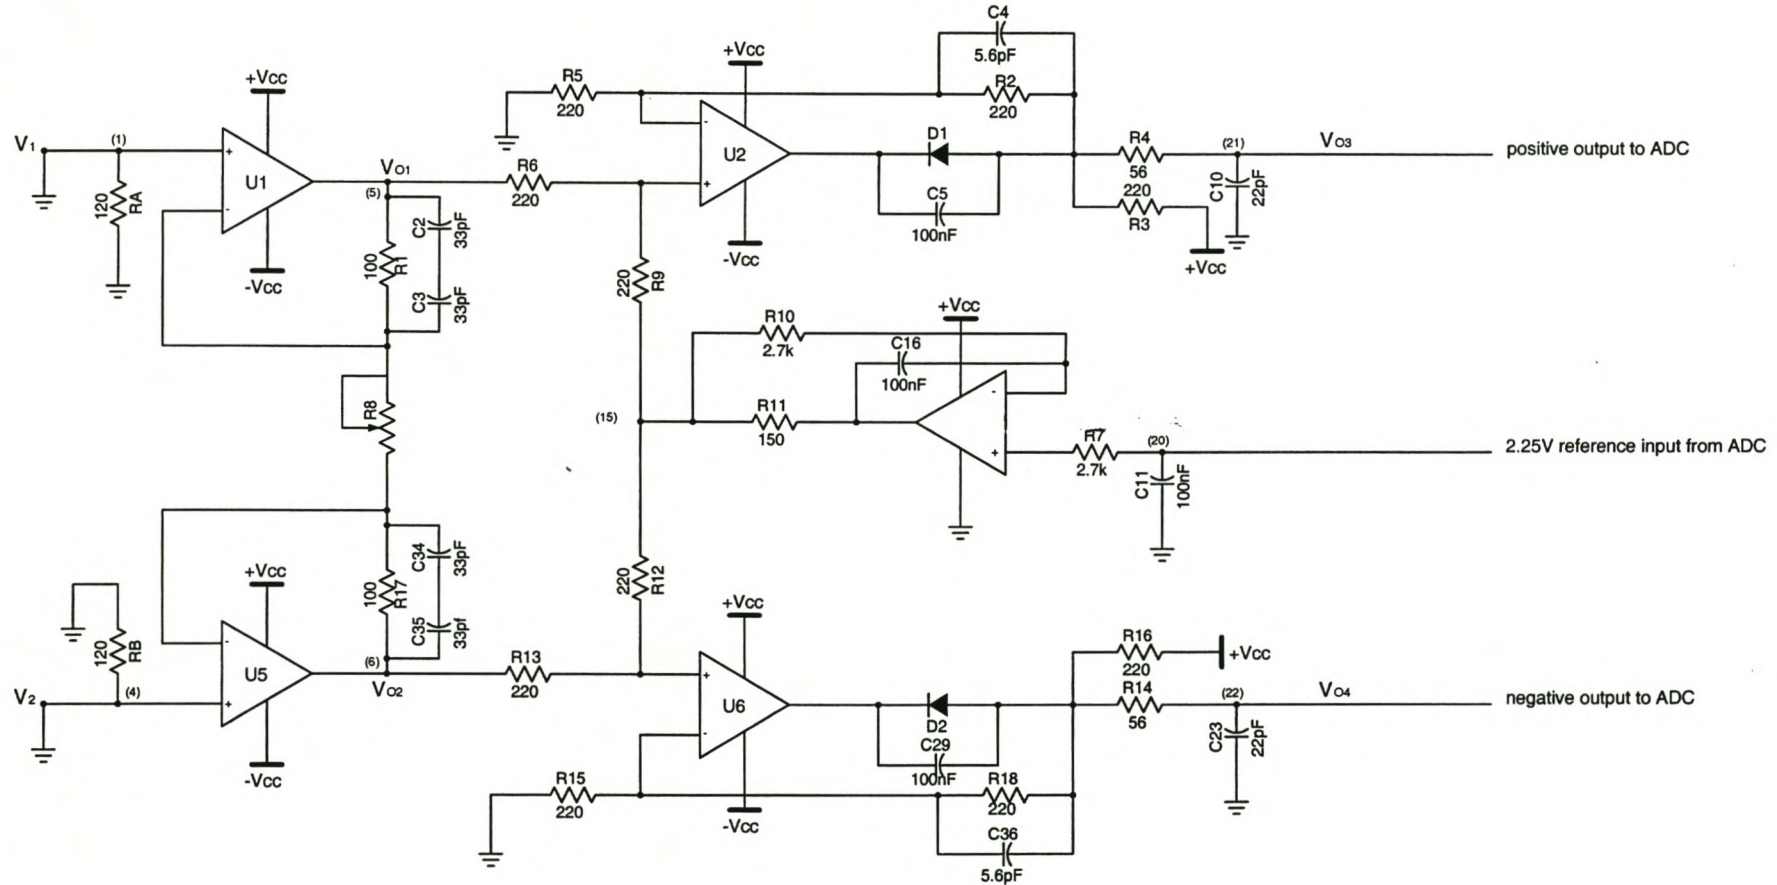 C4
5.6pF
+Vcc
+Vcc
R5
220
R2
220
V1
(1)
+
-
U1
120
RA
-Vcc
VO1
(5)
R6
220
-
+
U2
-Vcc
D1
C5
100nF
R4
56
220
R3
+Vcc
(21)
C10
22pF
VO3
positive output to ADC
100
R1
C2
33pF
C3
33pF
220
R9
+Vcc
R10
2.7k
C16
100nF
R8
(15)
R11
150
-
+
R7
2.7k
(20)
C11
100nF
2.25V reference input from ADC
120
RB
V2
(4)
+Vcc
-
+
U5
-Vcc
100
R17
C34
33pF
C35
33pf
(6)
VO2
220
R12
R13
220
+Vcc
+
-
U6
-Vcc
D2
C29
100nF
R15
220
R18
220
C36
5.6pF
R16
220
+Vcc
R14
56
(22)
C23
22pF
VO4
negative output to ADC